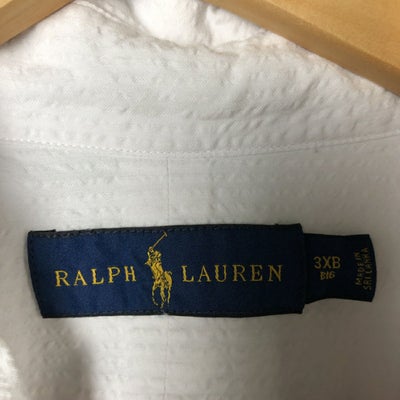 RALPH LAUREN
3XB
BIG
MADE IN
SRI LANKA